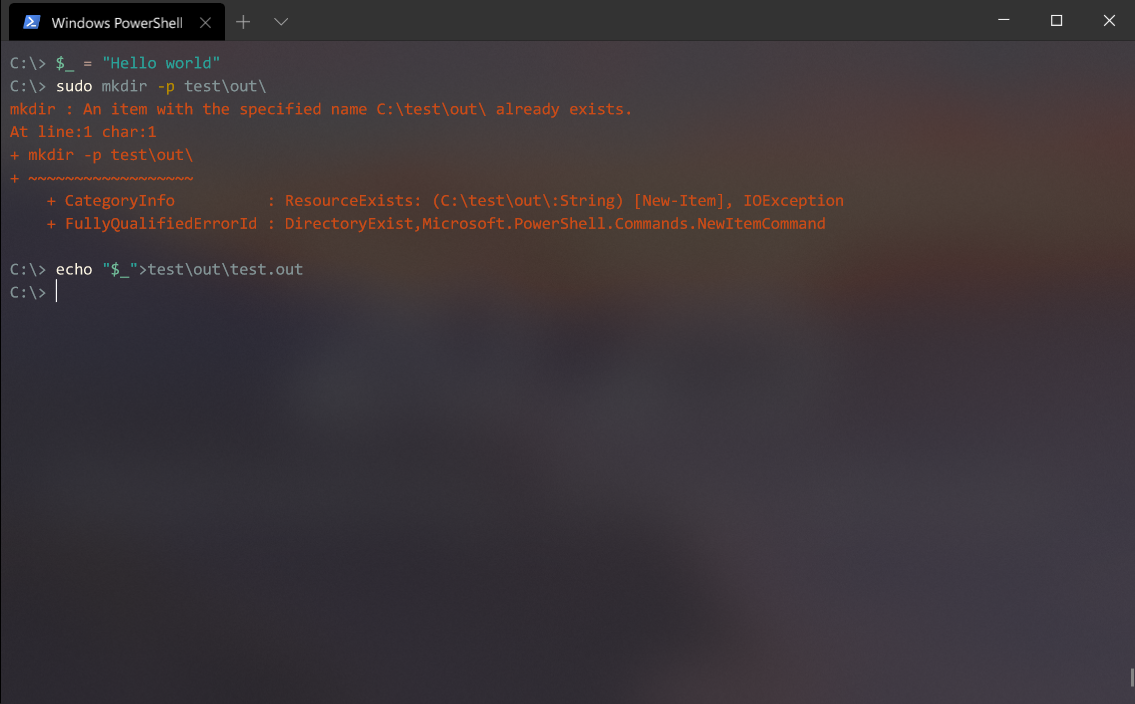 Windows PowerShell
C:\> $_ = "Hello world"
C:\> sudo mkdir -p test\out\
mkdir : An item with the specified name C:\test\out\ already exists.
At line:1 char:1
+ mkdir -p test\out\
+ ~~~~~~~~~~~~~~~~~~
    + CategoryInfo          : ResourceExists: (C:\test\out\:String) [New-Item], IOException
    + FullyQualifiedErrorId : DirectoryExist,Microsoft.PowerShell.Commands.NewItemCommand
C:\> echo "$_">test\out\test.out
C:\>